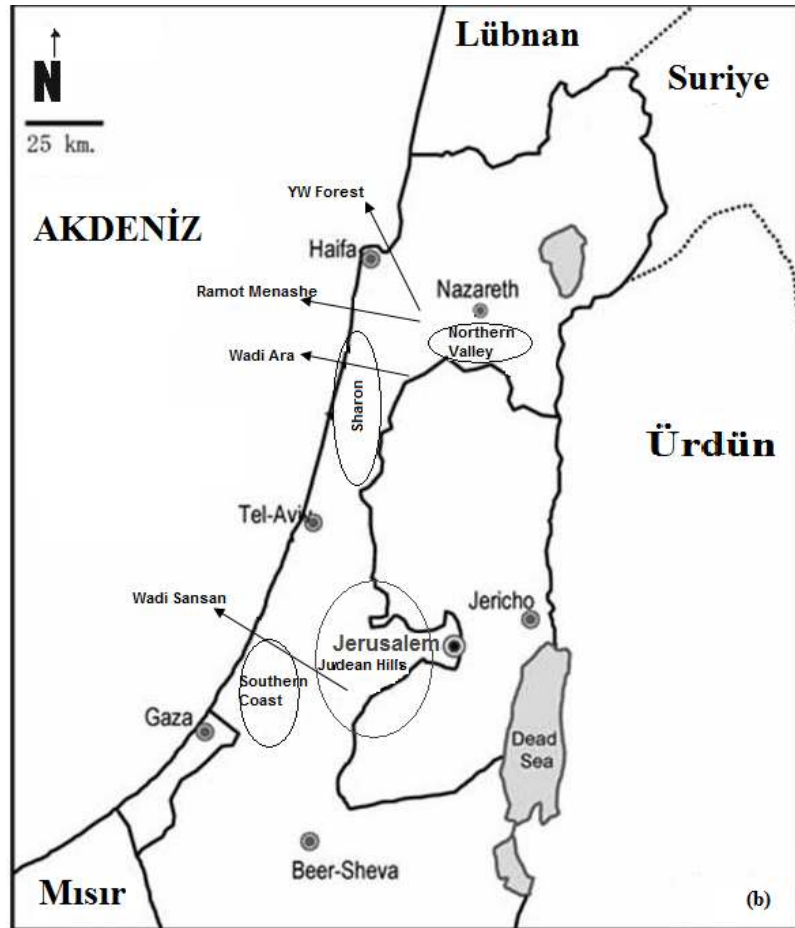 Lübnan
Suriye
N
25 km.
YW Forest
AKDENİZ
Haifa
Ramot Menashe
Nazareth
Northern
Valley
Wadi Ara
Sharon
Ürdün
Tel-Aviv
Wadi Sansan
Jericho
Jerusalem
Judean Hills
Southern
Coast
Gaza
Dead
Sea
Beer-Sheva
Mısır
(b)